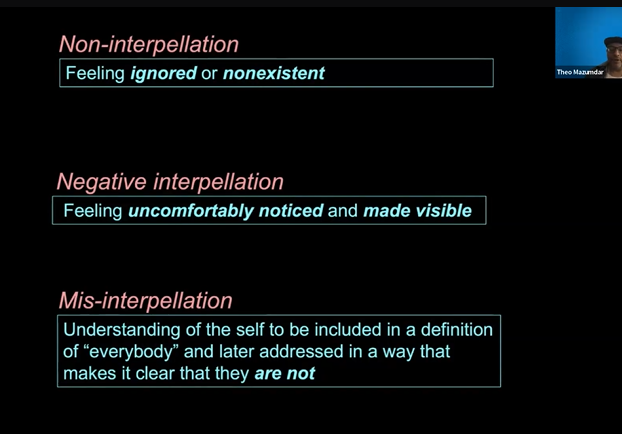 Non-interpellation
Feeling ignored or nonexistent
Theo Mazumdar
Negative interpellation
Feeling uncomfortably noticed and made visible
Mis-interpellation
Understanding of the self to be included in a definition
of “everybody” and later addressed in a way that
makes it clear that they are not